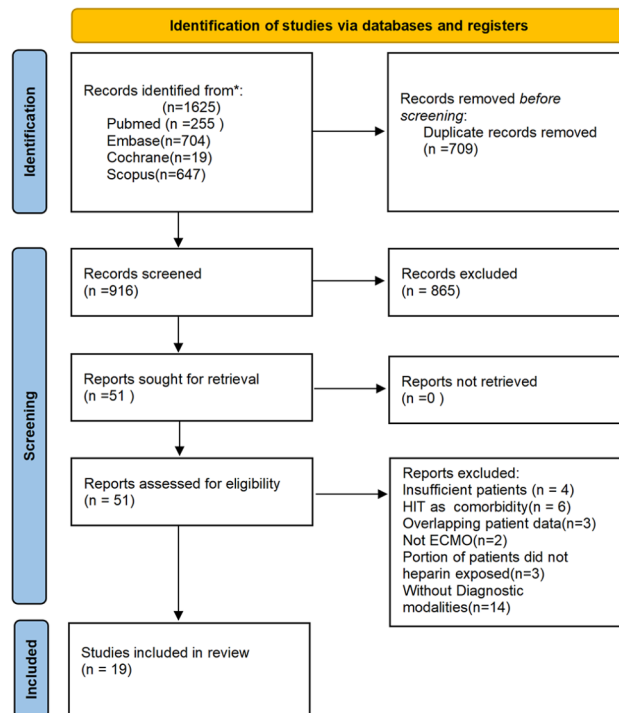 Identification of studies via databases and registers
Identification
Records identified from*:
(n=1625)
Pubmed (n =255 )
Embase(n=704)
Cochrane(n=19)
Scopus(n=647)
Records removed before
screening:
Duplicate records removed
(n =709)
Screening
Records screened
(n =916)
Records excluded
(n = 865)
Reports sought for retrieval
(n =51 )
Reports not retrieved
(n =0 )
Reports assessed for eligibility
(n = 51)
Reports excluded:
Insufficient patients (n = 4)
HIT as comorbidity(n = 6)
Overlapping patient data(n=3)
Not ECMO(n=2)
Portion of patients did not
heparin exposed(n=3)
Without Diagnostic
modalities(n=14)
Included
Studies included in review
(n = 19)